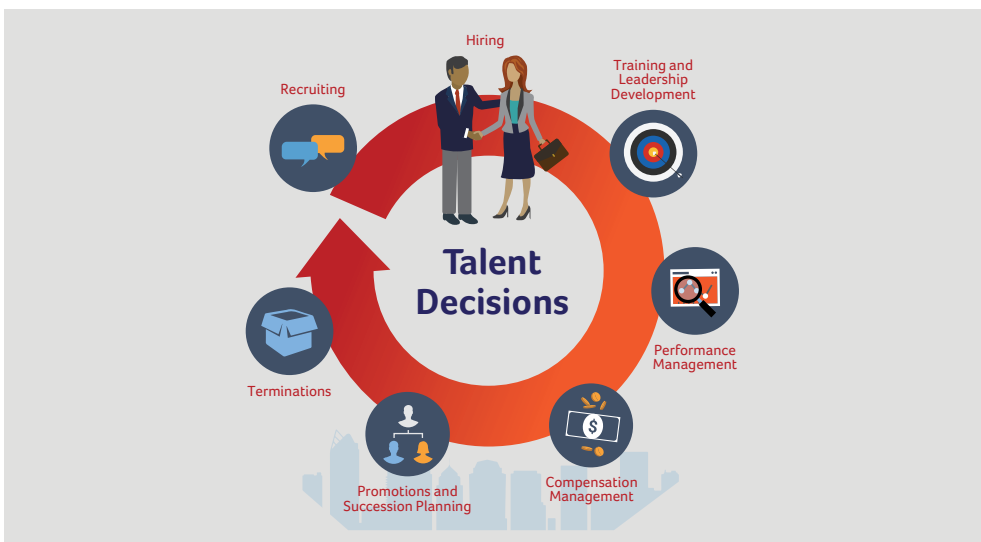 Hiring
Recruiting
Training and
Leadership
Development
Talent
Decisions
Performance
Management
Terminations
Compensation
Management
Promotions and
Succession Planning
$